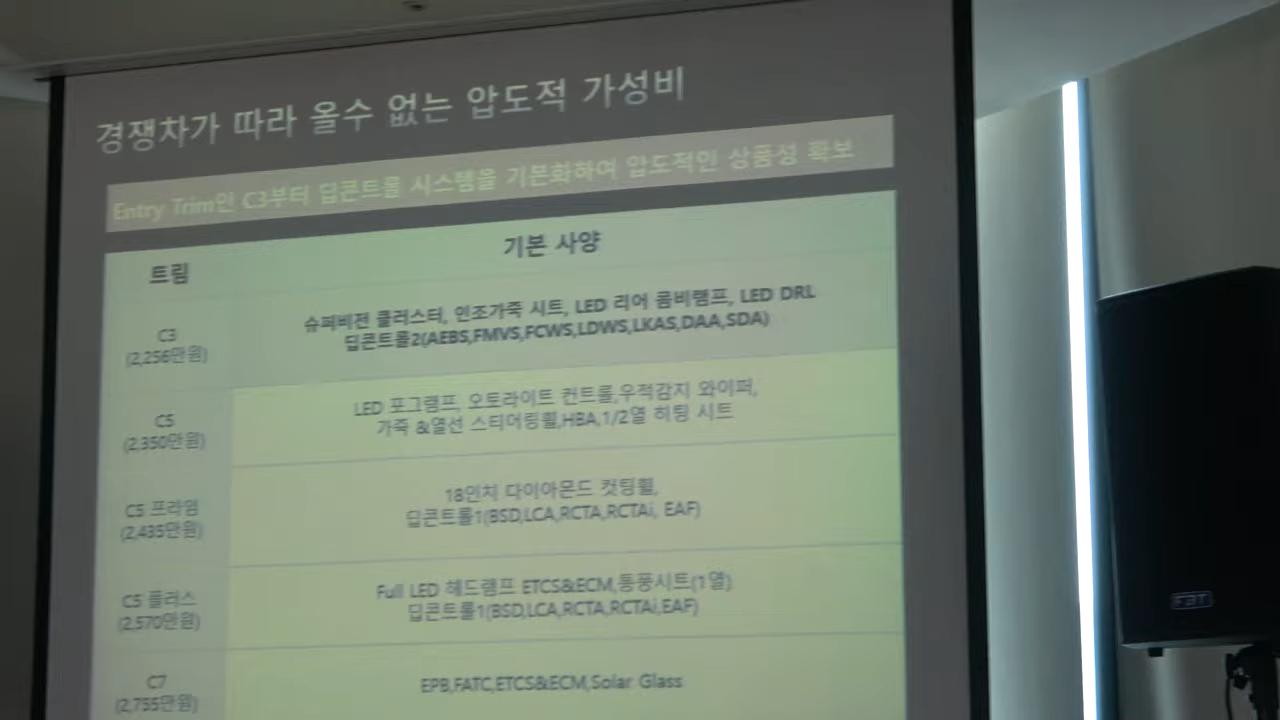 경쟁차가 따라 올수 없는 압도적 가성비
Entry Trim인 C3부터 딥콘트롤 시스템을 기본화하여 압도적인 상품성 확보
트림
기본 사양
C3
(2,256만원)
슈퍼비전 클러스터, 인조가죽 시트, LED 리어 콤비램프, LED DRL
딥콘트롤2(AEBS,FMVS,FCWS,LDWS,LKAS,DAA,SDA)
C5
(2,350만원)
LED 포그램프, 오토라이트 컨트롤,우적감지 와이퍼,
가죽 &열선 스티어링휠,HBA,1/2열 히팅 시트
C5 프라임
(2,435만원)
18인치 다이아몬드 컷팅휠,
딥콘트롤1(BSD,LCA,RCTA,RCTAi, EAF)
C5 플러스
(2,570만원)
Full LED 헤드램프 ETCS&ECM,통풍시트(1열)
딥콘트롤1(BSD,LCA,RCTA,RCTAi,EAF)
C7
(2,755만원)
EPB,FATC,ETCS&ECM,Solar Glass
FBT